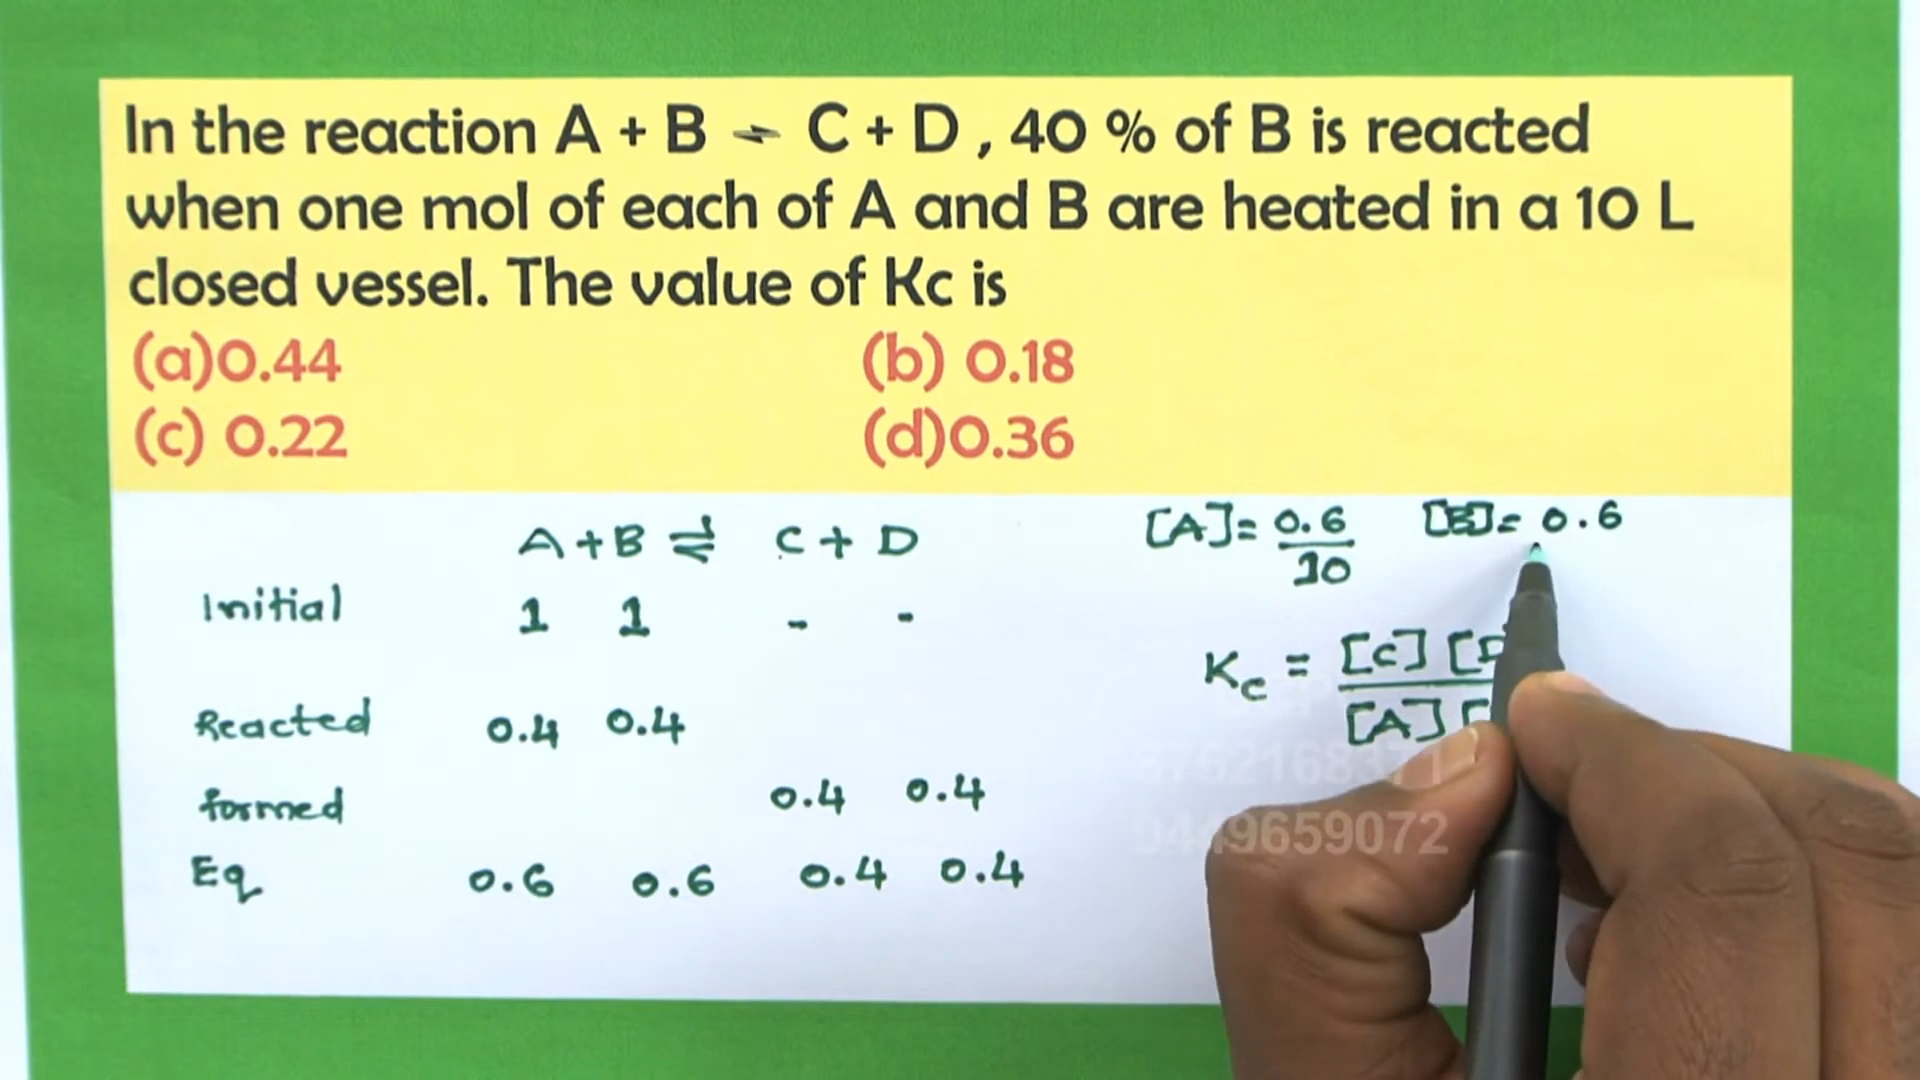 In the reaction A + B ⇌ C + D , 40 % of B is reacted
when one mol of each of A and B are heated in a 10 L
closed vessel. The value of Kc is
(a)0.44 (b) 0.18
(c) 0.22 (d)0.36
A + B ⇌ C + D
Initial 1 1 - -
Reacted 0.4 0.4
formed 0.4 0.4
Eq 0.6 0.6 0.4 0.4
[A] = 0.6 [B] = 0.6
10
Kc = [C] [D
[A] [
9449659072